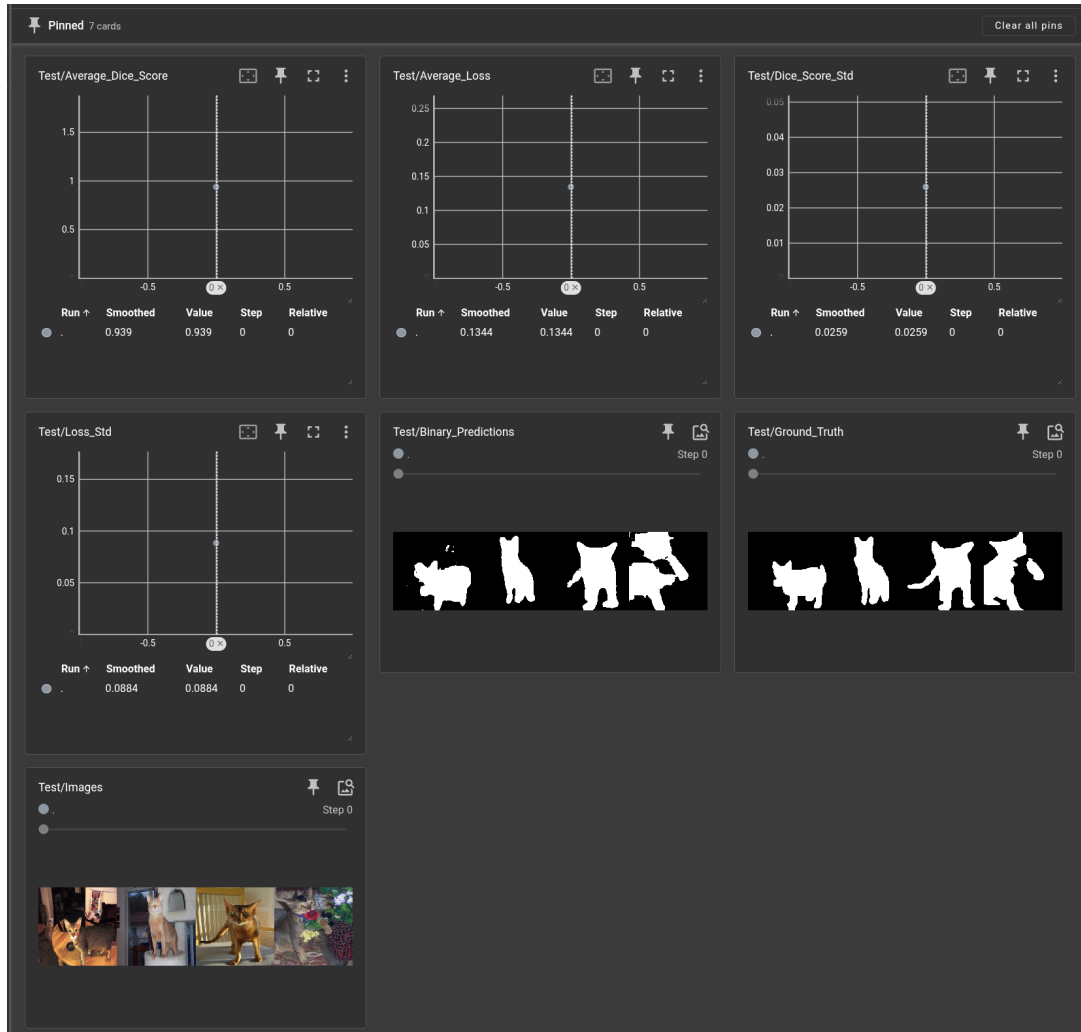 Pinned 7 cards
Clear all pins
Test/Average_Dice_Score
1.5
1
0.5
-0.5
0 ×
0.5
Run ↑ Smoothed Value Step Relative
. 0.939 0.939 0 0
Test/Average_Loss
0.25
0.2
0.15
0.1
0.05
-0.5
0 ×
0.5
Run ↑ Smoothed Value Step Relative
. 0.1344 0.1344 0 0
Test/Dice_Score_Std
0.05
0.04
0.03
0.02
0.01
-0.5
0 ×
0.5
Run ↑ Smoothed Value Step Relative
. 0.0259 0.0259 0 0
Test/Loss_Std
0.15
0.1
0.05
-0.5
0 ×
0.5
Run ↑ Smoothed Value Step Relative
. 0.0884 0.0884 0 0
Test/Binary_Predictions
. Step 0
Test/Ground_Truth
. Step 0
Test/Images
. Step 0